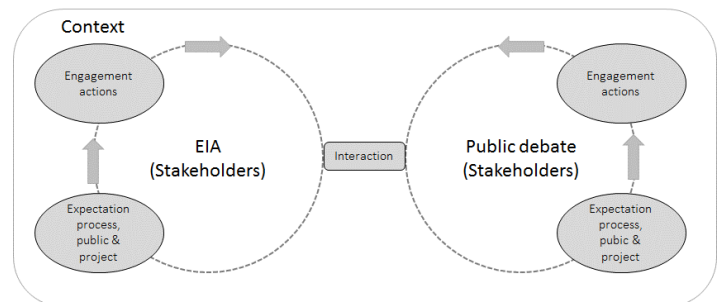 Context
Engagement
actions
EIA
(Stakeholders)
Expectation
process,
public &
project
Interaction
Engagement
actions
Public debate
(Stakeholders)
Expectation
process,
public &
project